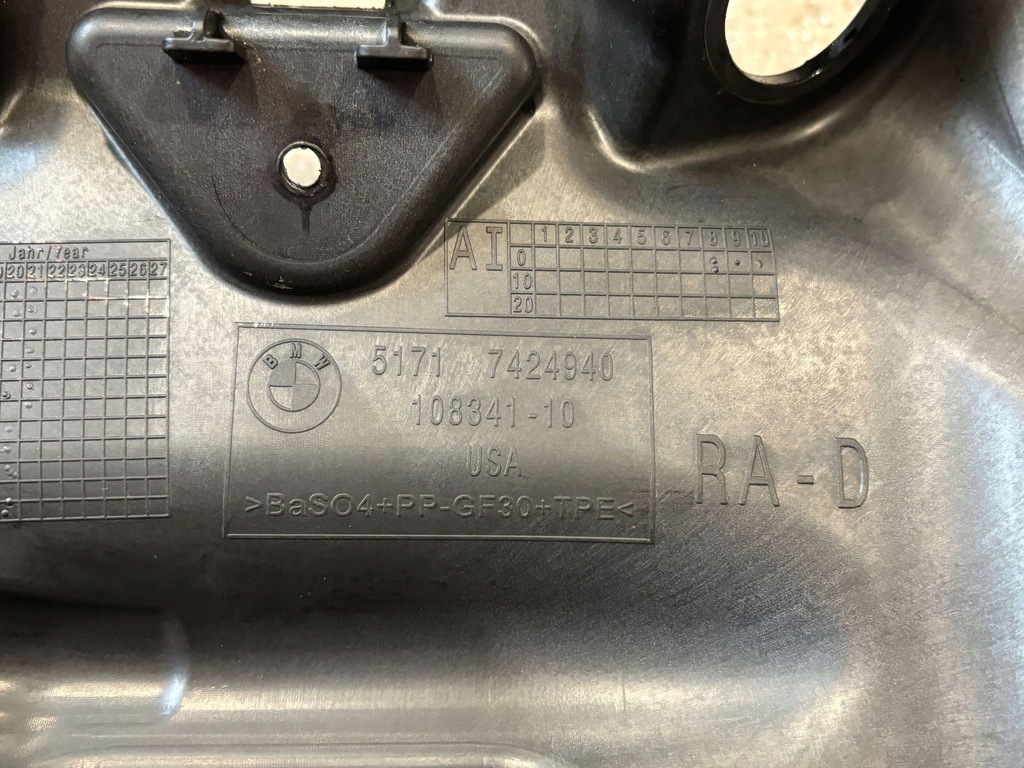 Jahr/Year
20 21 22 23 24 25 26 27
AI
1 2 3 4 5 6 7 8 9 10
0
10
20
BMW
5171 7424940
108341-10
USA
>BaSO4+PP-GF30+TPE<
RA-D